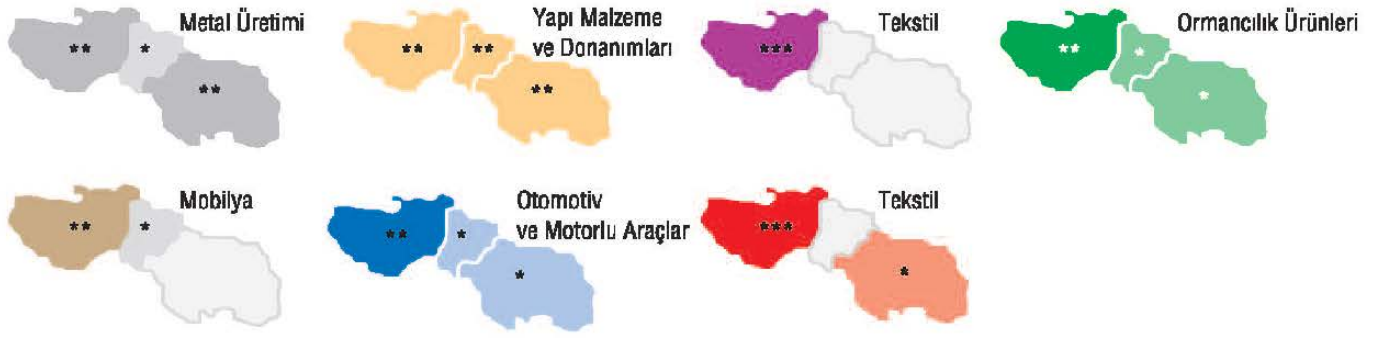 Metal Üretimi
** * **
Yapı Malzeme
ve Donanımları
** ** **
Tekstil
***
Ormancılık Ürünleri
** * *
Mobilya
** *
Otomotiv
ve Motorlu Araçlar
** * *
Tekstil
*** *